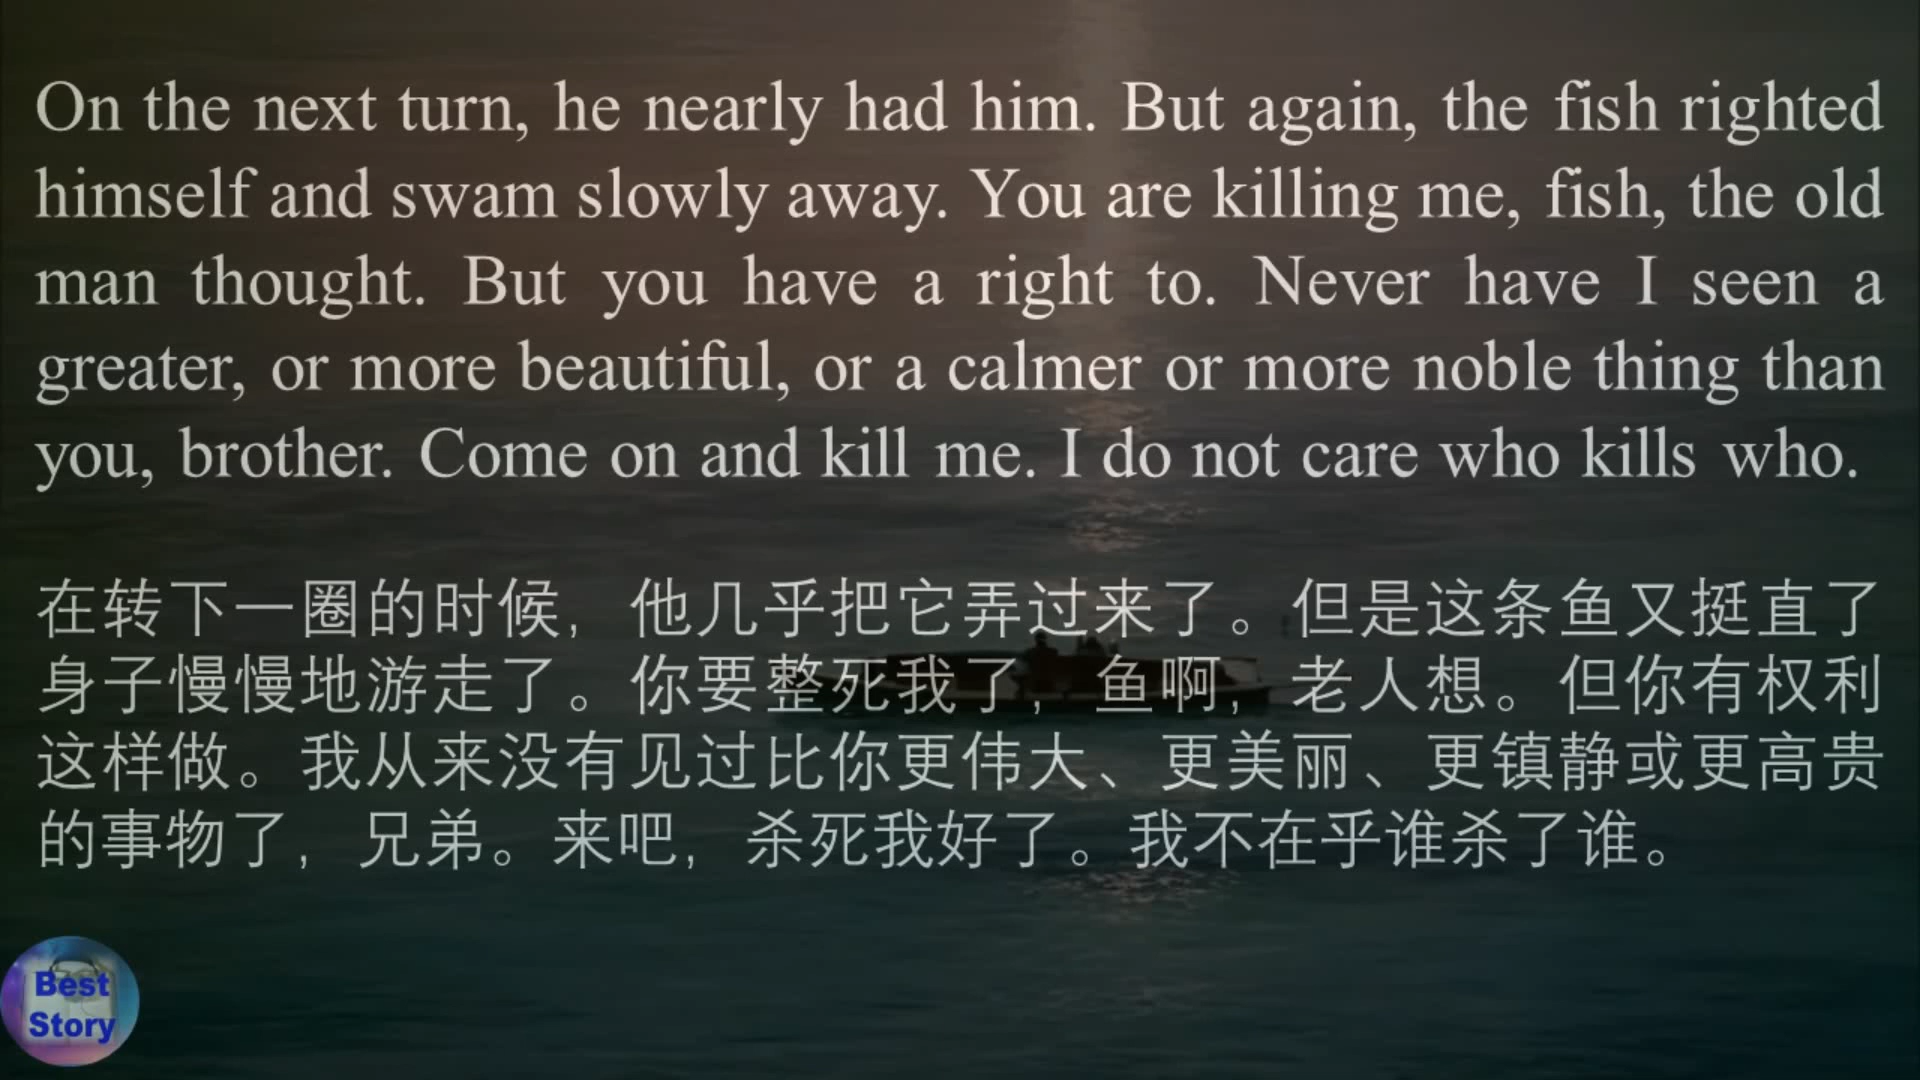 On the next turn, he nearly had him. But again, the fish righted
himself and swam slowly away. You are killing me, fish, the old
man thought. But you have a right to. Never have I seen a
greater, or more beautiful, or a calmer or more noble thing than
you, brother. Come on and kill me. I do not care who kills who.
在转下一圈的时候，他几乎把它弄过来了。但是这条鱼又挺直了
身子慢慢地游走了。你要整死我了，鱼啊，老人想。但你有权利
这样做。我从来没有见过比你更伟大、更美丽、更镇静或更高贵
的事物了，兄弟。来吧，杀死我好了。我不在乎谁杀了谁。
Best
Story